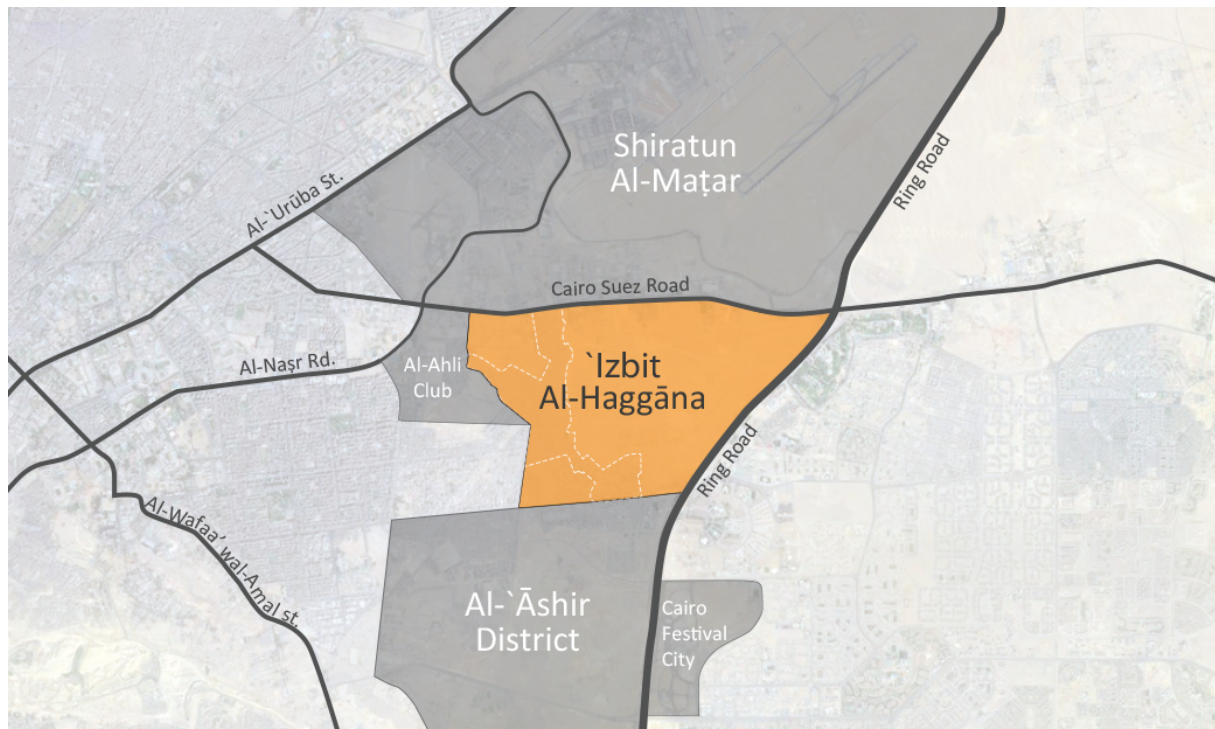 Shiratun
Al-Maṭar
Ring Road
Al-`Urūba St.
Cairo Suez Road
Al-Naṣr Rd.
Al-Ahli
Club
`Izbit
Al-Haggāna
Ring Road
Al-Wafaa' wal-Amal st.
Al-`Āshir
District
Cairo
Festival
City